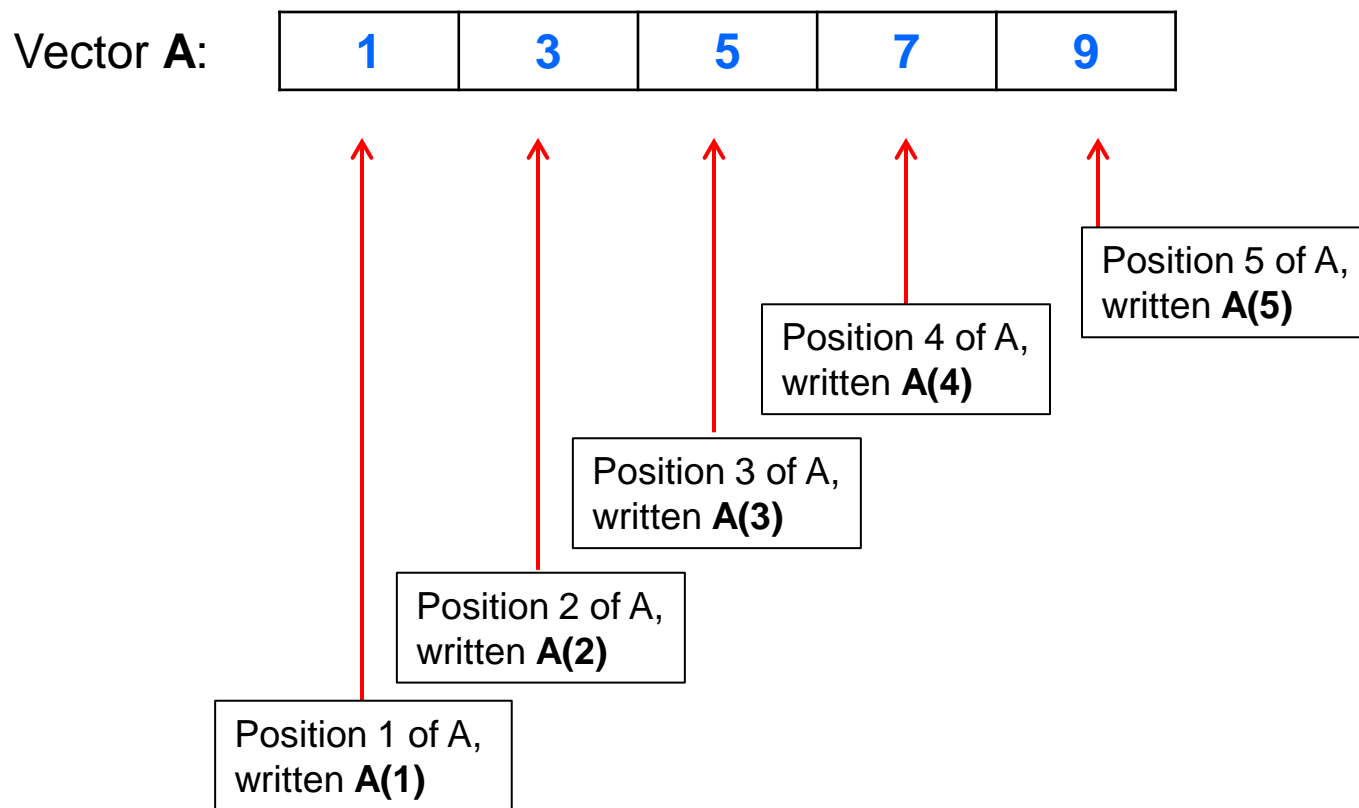 Vector A: 1 3 5 7 9
Position 5 of A,
written A(5)
Position 4 of A,
written A(4)
Position 3 of A,
written A(3)
Position 2 of A,
written A(2)
Position 1 of A,
written A(1)